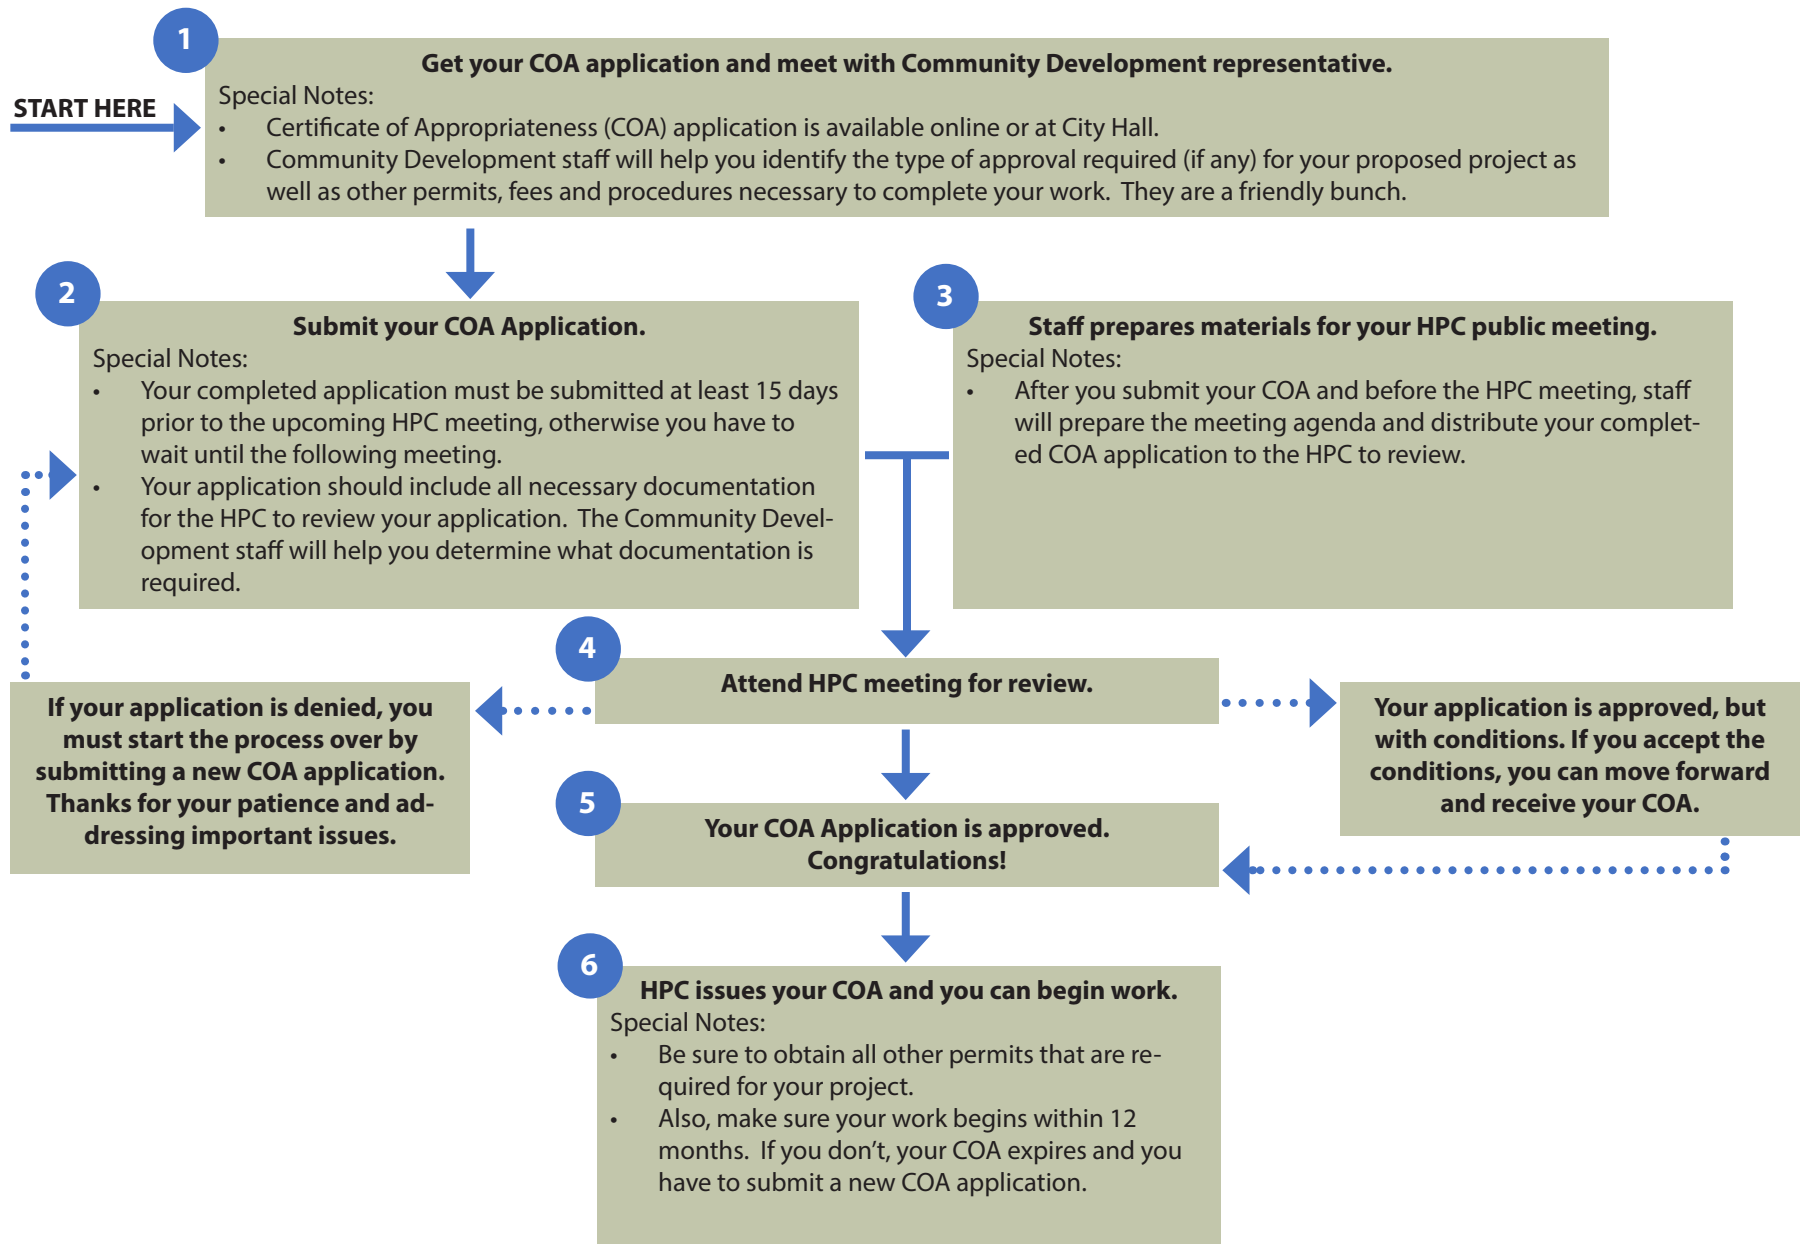 1
Get your COA application and meet with Community Development representative.
START HERE
Special Notes:
• Certificate of Appropriateness (COA) application is available online or at City Hall.
• Community Development staff will help you identify the type of approval required (if any) for your proposed project as
well as other permits, fees and procedures necessary to complete your work. They are a friendly bunch.
2
Submit your COA Application.
Special Notes:
• Your completed application must be submitted at least 15 days
prior to the upcoming HPC meeting, otherwise you have to
wait until the following meeting.
• Your application should include all necessary documentation
for the HPC to review your application. The Community Devel-
opment staff will help you determine what documentation is
required.
3
Staff prepares materials for your HPC public meeting.
Special Notes:
• After you submit your COA and before the HPC meeting, staff
will prepare the meeting agenda and distribute your complet-
ed COA application to the HPC to review.
4
Attend HPC meeting for review.
If your application is denied, you
must start the process over by
submitting a new COA application.
Thanks for your patience and ad-
dressing important issues.
Your application is approved, but
with conditions. If you accept the
conditions, you can move forward
and receive your COA.
5
Your COA Application is approved.
Congratulations!
6
HPC issues your COA and you can begin work.
Special Notes:
• Be sure to obtain all other permits that are re-
quired for your project.
• Also, make sure your work begins within 12
months. If you don't, your COA expires and you
have to submit a new COA application.